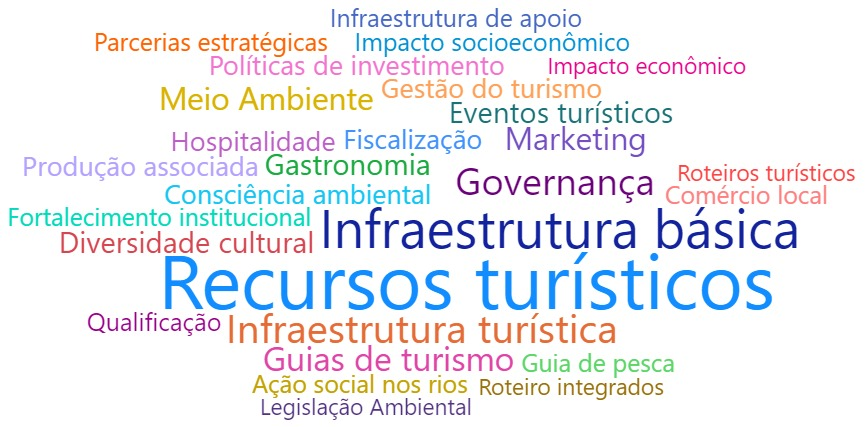 Infraestrutura de apoio
Parcerias estratégicas Impacto socioeconômico
Políticas de investimento Impacto econômico
Meio Ambiente Gestão do turismo
Eventos turísticos
Hospitalidade Fiscalização Marketing
Produção associada Gastronomia Roteiros turísticos
Consciência ambiental Governança Comércio local
Fortalecimento institucional
Diversidade cultural Infraestrutura básica
Recursos turísticos
Qualificação Infraestrutura turística
Guias de turismo Guia de pesca
Ação social nos rios Roteiro integrados
Legislação Ambiental